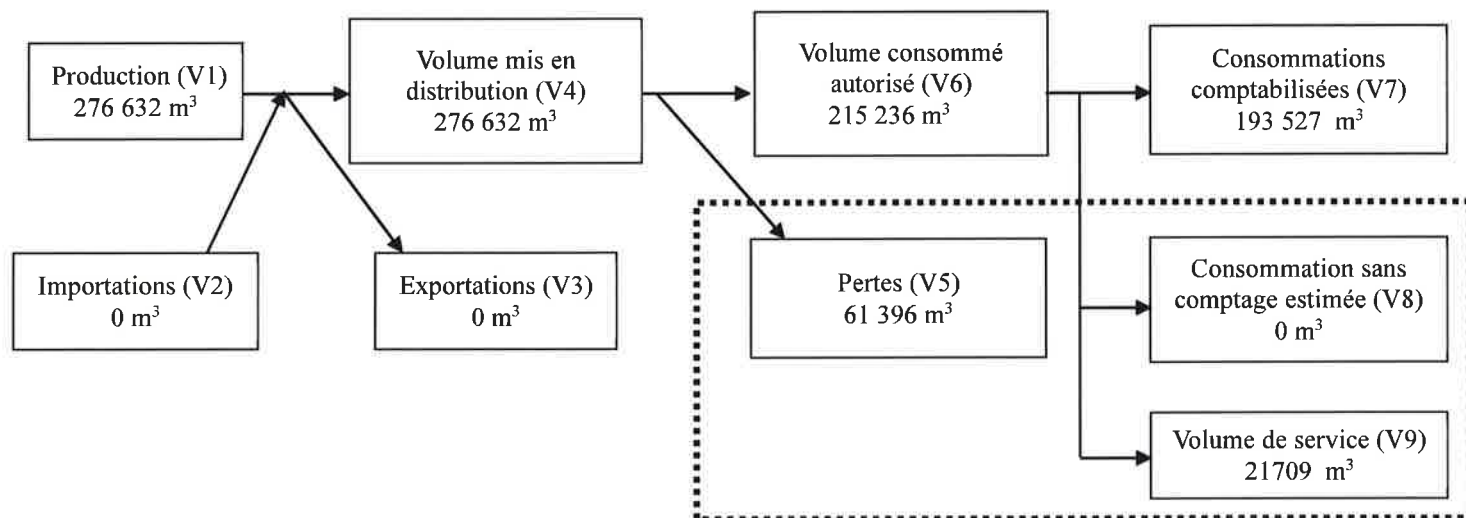 Production (V1)
276 632 m³
Volume mis en
distribution (V4)
276 632 m³
Volume consommé
autorisé (V6)
215 236 m³
Consommations
comptabilisées (V7)
193 527 m³
Importations (V2)
0 m³
Exportations (V3)
0 m³
Pertes (V5)
61 396 m³
Consommation sans
comptage estimée (V8)
0 m³
Volume de service (V9)
21709 m³